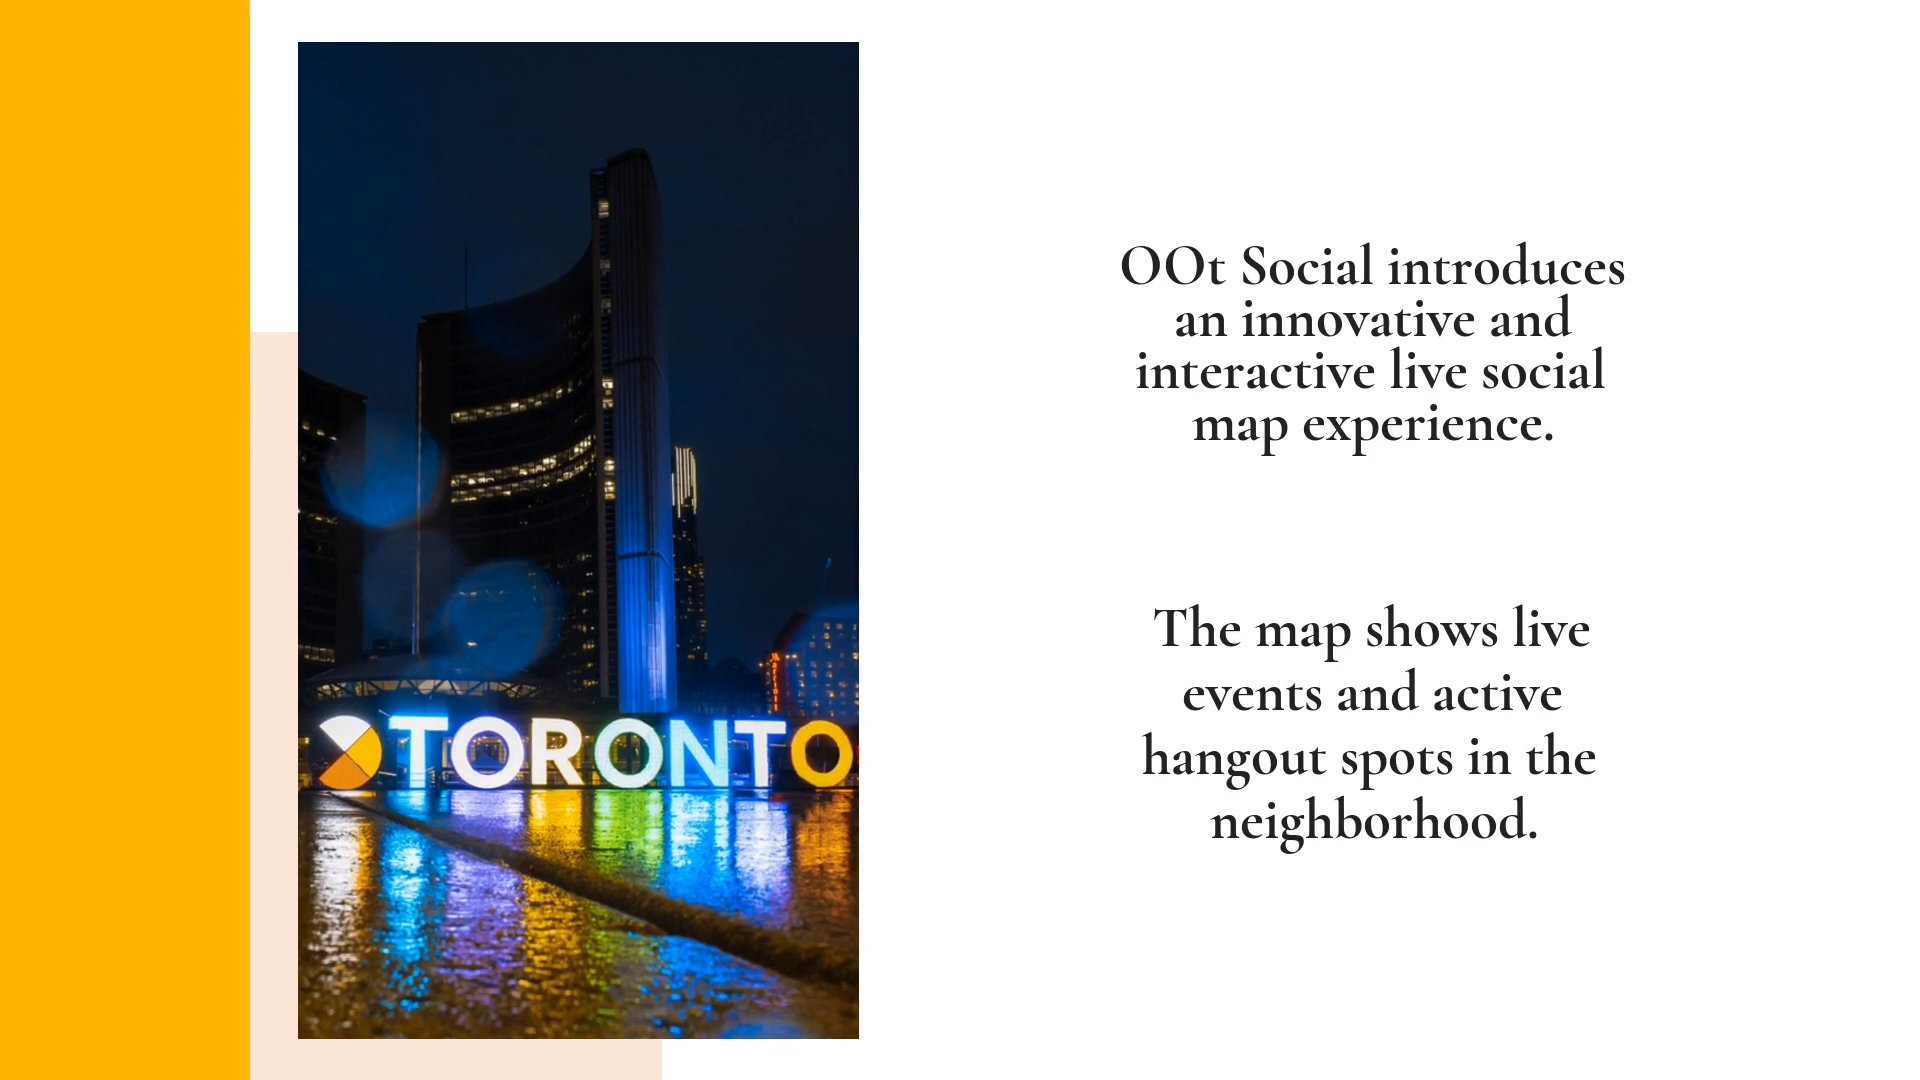 OOt Social introduces
an innovative and
interactive live social
map experience.
The map shows live
events and active
hangout spots in the
neighborhood.
Marriott
TORONTO